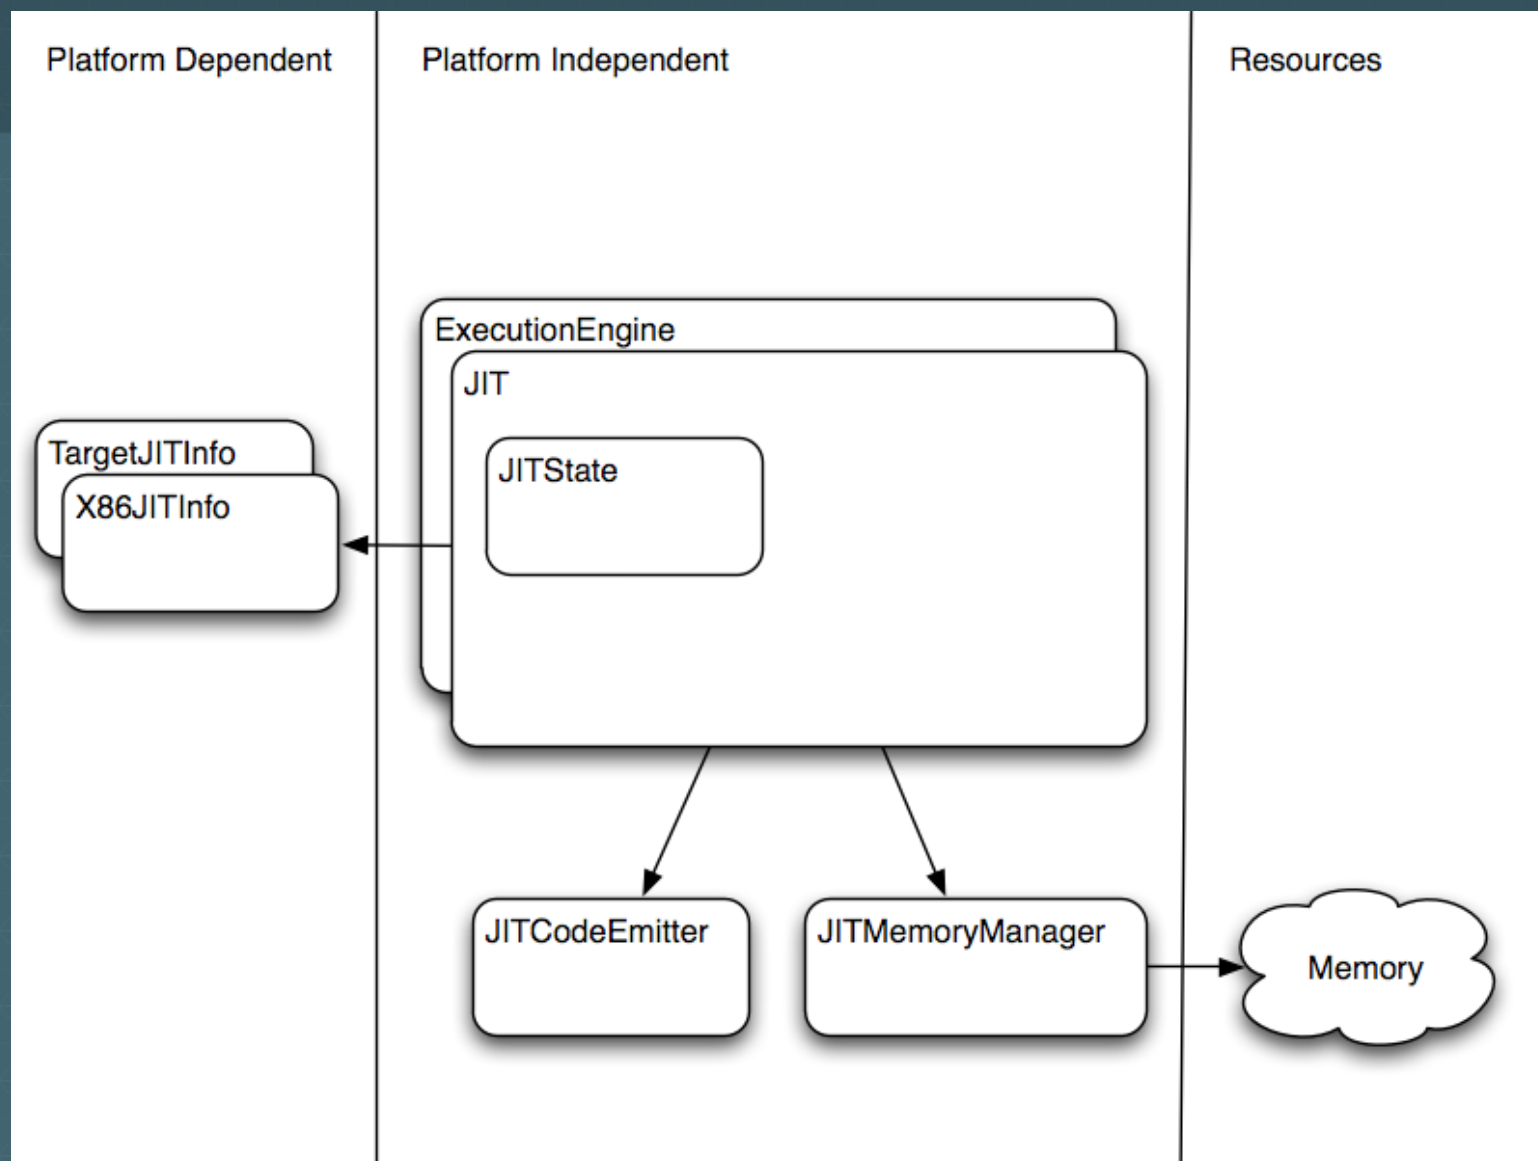 Platform Dependent
Platform Independent
Resources
ExecutionEngine
JIT
JITState
TargetJITInfo
X86JITInfo
JITCodeEmitter
JITMemoryManager
Memory